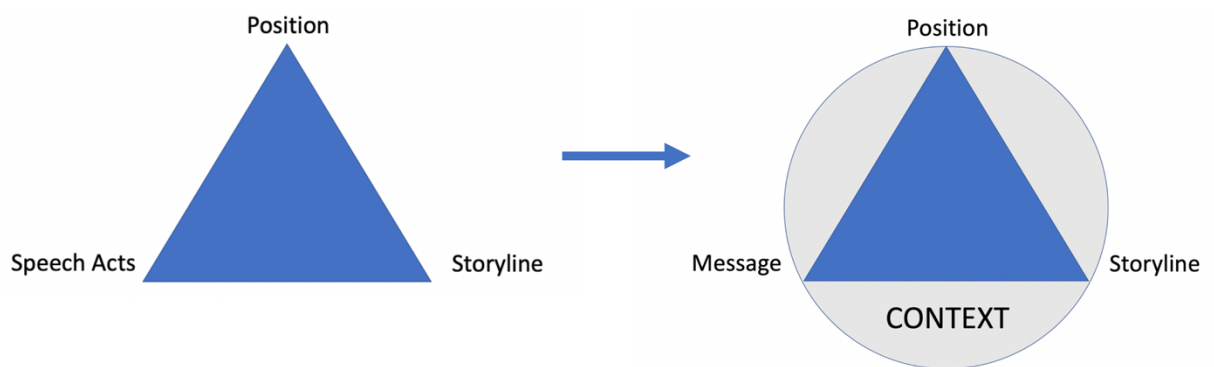 Position
Speech Acts
Storyline
Position
Message
Storyline
CONTEXT